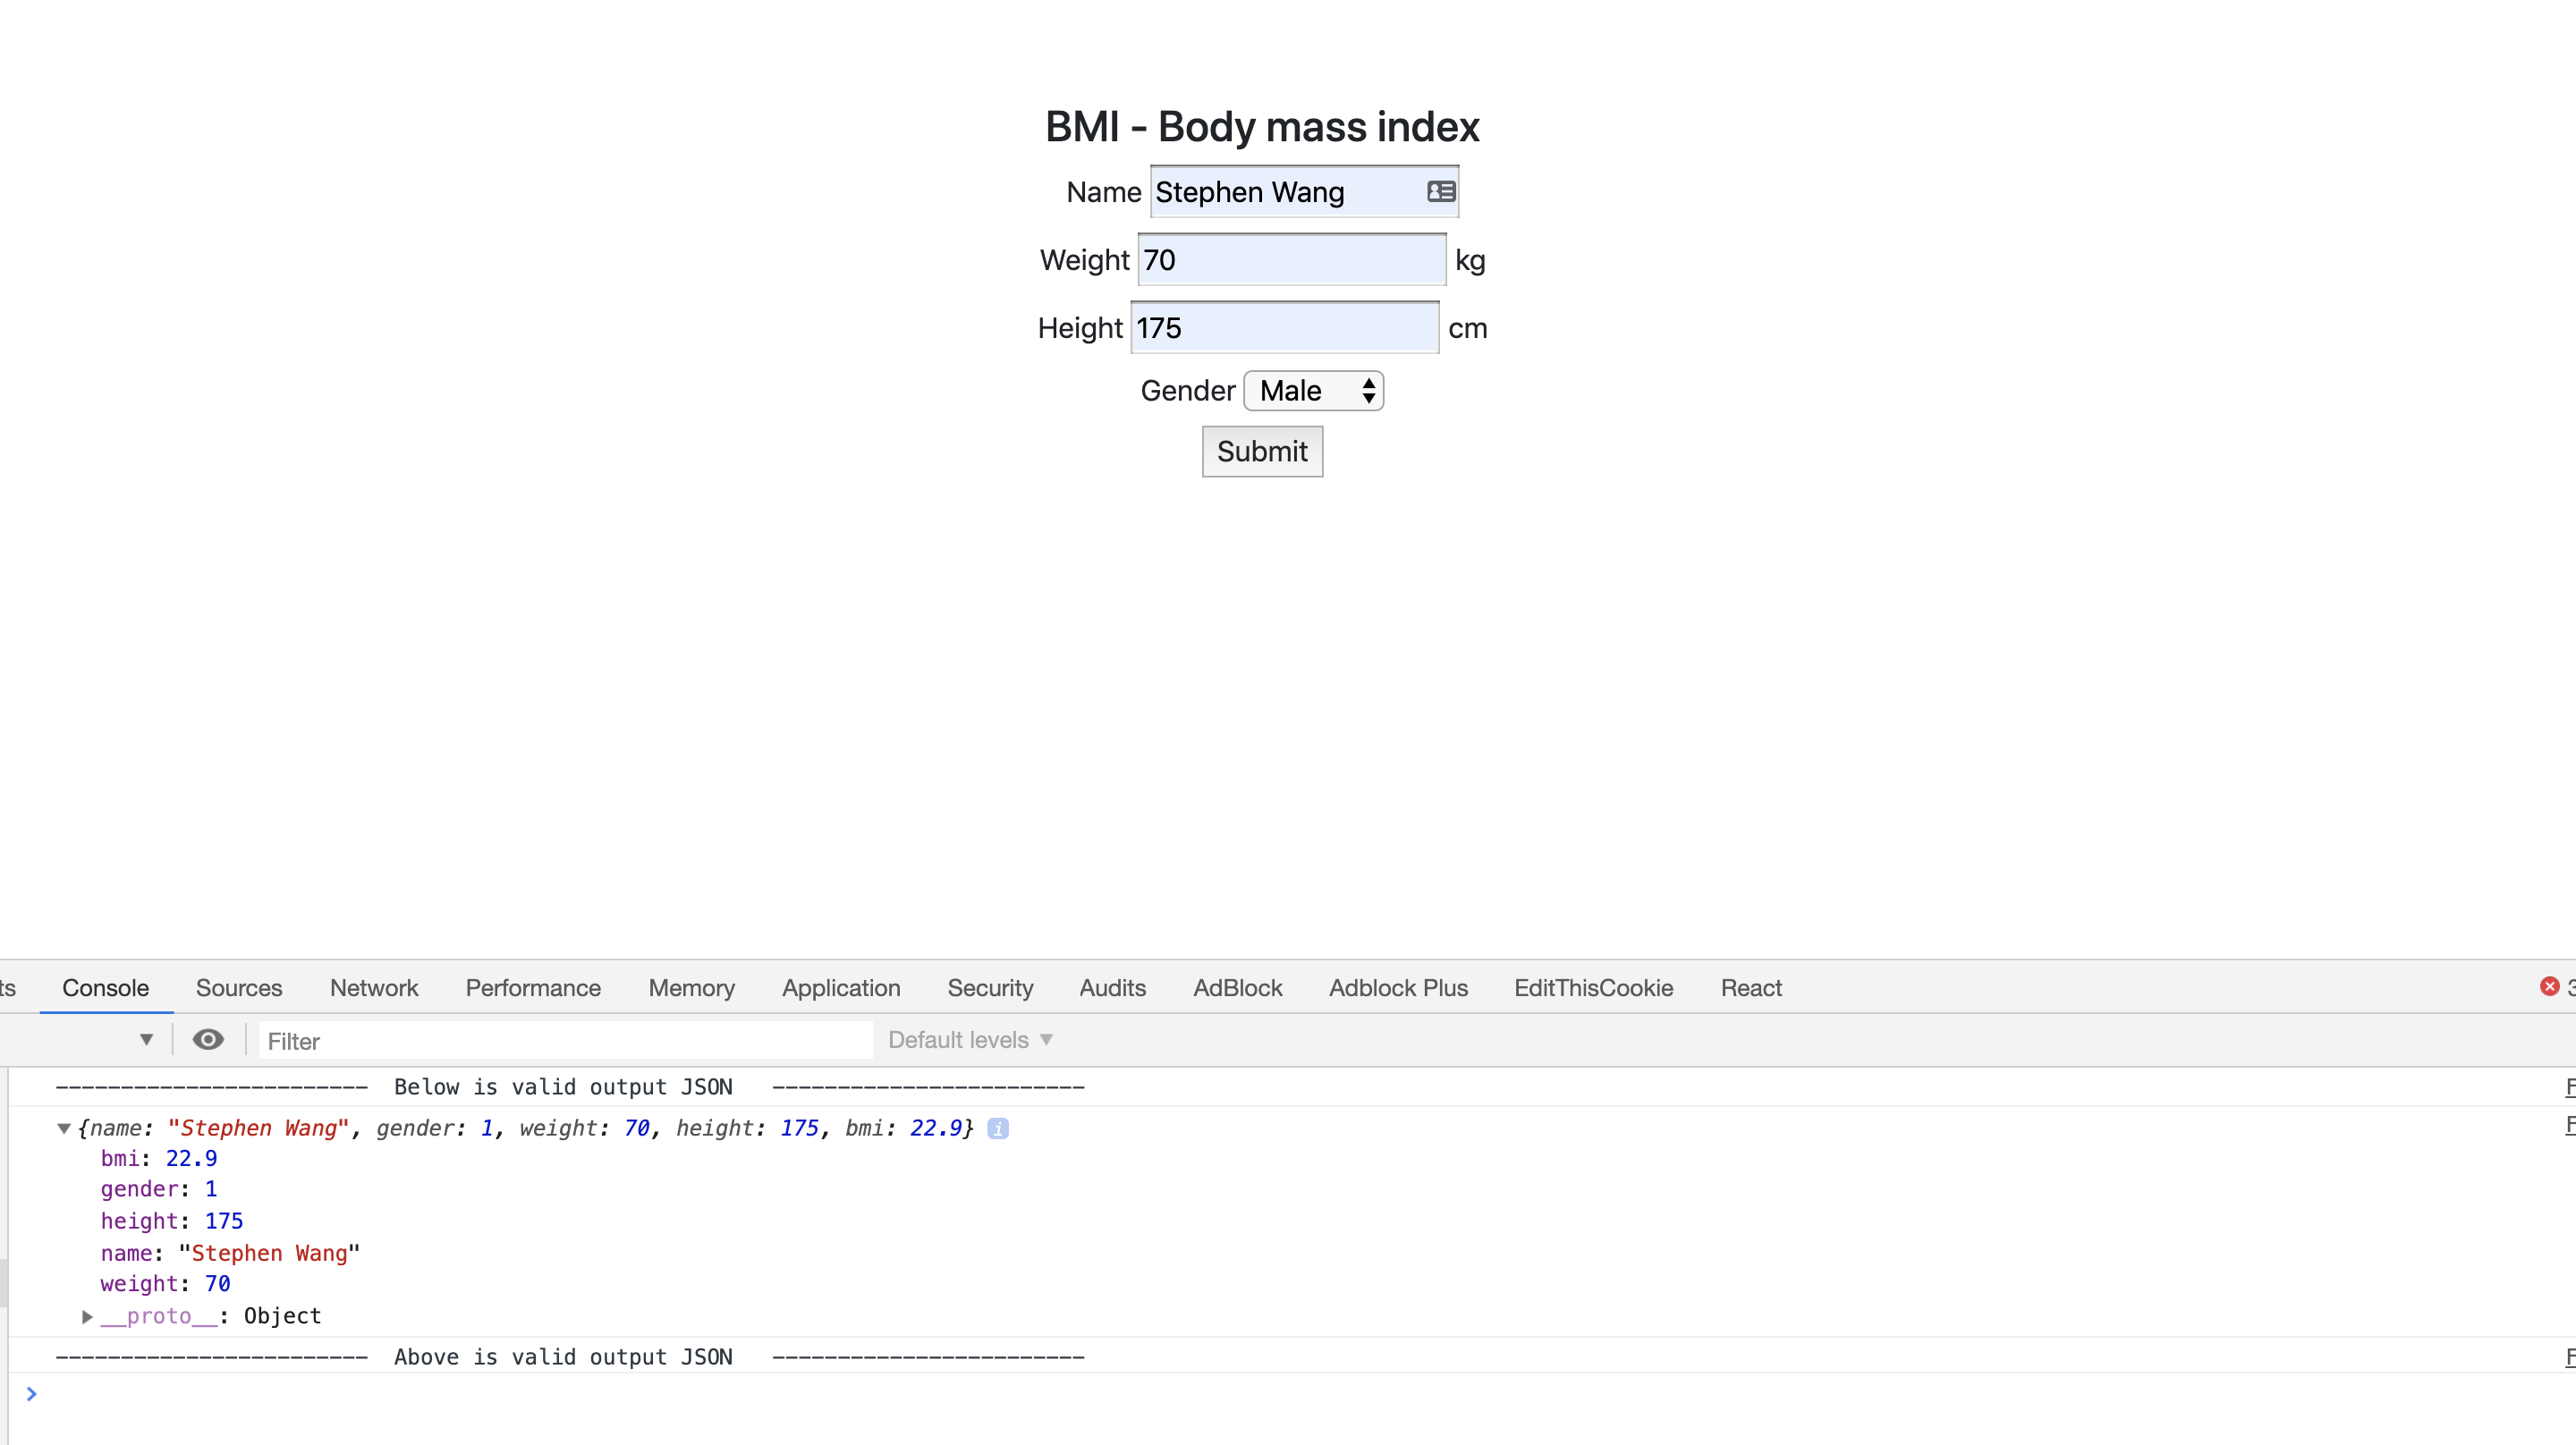 BMI - Body mass index
Name Stephen Wang
Weight 70 kg
Height 175 cm
Gender Male
Submit
ts Console Sources Network Performance Memory Application Security Audits AdBlock Adblock Plus EditThisCookie React 3
Filter Default levels ▼
------------------------ Below is valid output JSON ------------------------ F
▼{name: "Stephen Wang", gender: 1, weight: 70, height: 175, bmi: 22.9} i F
bmi: 22.9
gender: 1
height: 175
name: "Stephen Wang"
weight: 70
▶__proto__: Object
------------------------ Above is valid output JSON ------------------------ F
>